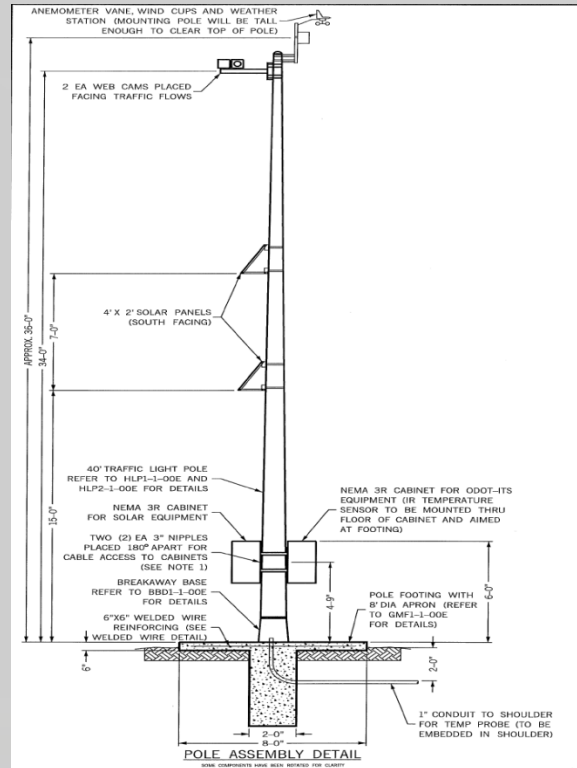 ANEMOMETER VANE, WIND CUPS AND WEATHER
STATION (MOUNTING POLE WILL BE TALL
ENOUGH TO CLEAR TOP OF POLE)
2 EA WEB CAMS PLACED
FACING TRAFFIC FLOWS
APPROX. 36-0"
34-0"
7-0"
4' X 2' SOLAR PANELS
(SOUTH FACING)
15-0"
40' TRAFFIC LIGHT POLE
REFER TO HLP1-1-00E AND
HLP2-1-00E FOR DETAILS
NEMA 3R CABINET
FOR SOLAR EQUIPMENT
TWO (2) EA 3" NIPPLES
PLACED 180° APART FOR
CABLE ACCESS TO CABINETS
(SEE NOTE 1)
BREAKAWAY BASE
REFER TO BBD1-1-00E
FOR DETAILS
6"X6" WELDED WIRE
REINFORCING (SEE
WELDED WIRE DETAIL)
6"
NEMA 3R CABINET FOR ODOT-ITS
EQUIPMENT (IR TEMPERATURE
SENSOR TO BE MOUNTED THRU
FLOOR OF CABINET AND AIMED
AT FOOTING)
6-0"
4-9"
POLE FOOTING WITH
8' DIA APRON (REFER
TO GMF1-1-00E
FOR DETAILS)
2-0"
1" CONDUIT TO SHOULDER
FOR TEMP PROBE (TO BE
EMBEDDED IN SHOULDER)
2-0"
8-0"
POLE ASSEMBLY DETAIL
SOME COMPONENTS HAVE BEEN ROTATED FOR CLARITY